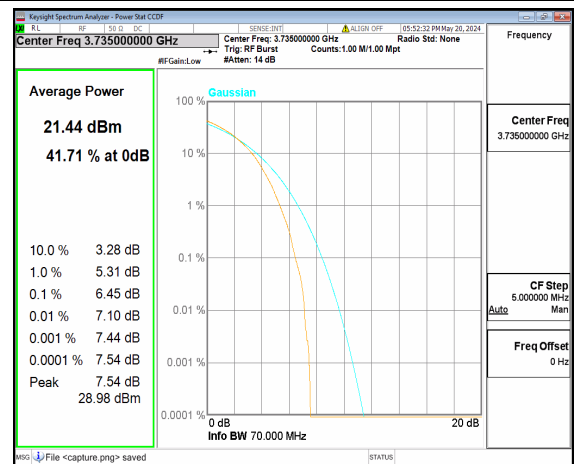 Keysight Spectrum Analyzer - Power Stat CCDF
RL RF 50 Ω DC SENSE:INT ALIGN OFF 05:52:32 PM May 20, 2024
Center Freq 3.735000000 GHz
Center Freq: 3.735000000 GHz Radio Std: None
Trig: RF Burst Counts:1.00 M/1.00 Mpt
#IFGain:Low #Atten: 14 dB
Frequency
Average Power
21.44 dBm
41.71 % at 0dB
10.0 % 3.28 dB
1.0 % 5.31 dB
0.1 % 6.45 dB
0.01 % 7.10 dB
0.001 % 7.44 dB
0.0001 % 7.54 dB
Peak 7.54 dB
28.98 dBm
Gaussian
100 %
10 %
1 %
0.1 %
0.01 %
0.001 %
0.0001 %
0 dB 20 dB
Info BW 70.000 MHz
Center Freq
3.735000000 GHz
CF Step
5.000000 MHz
Auto Man
Freq Offset
0 Hz
MSG File <capture.png> saved STATUS